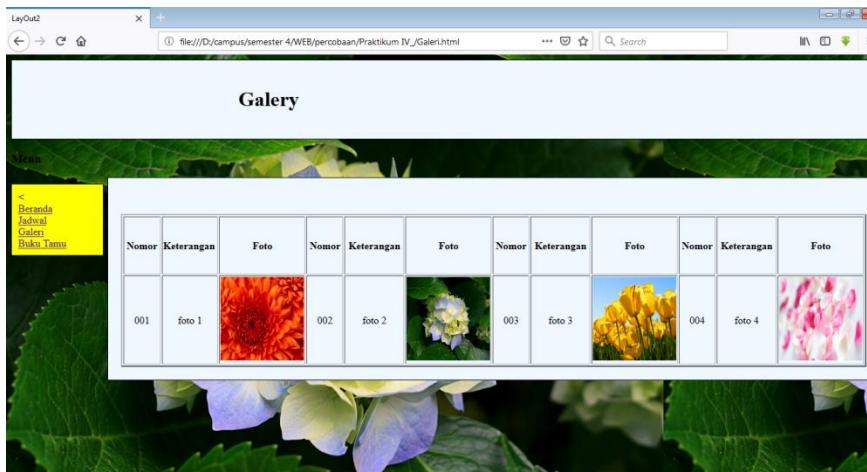 LayOut2
file:///D:/campus/semester 4/WEB/percobaan/Praktikum IV_/Galeri.html
Search
Galery
Menu
<
Beranda
Jadwal
Galeri
Buku Tamu
Nomor Keterangan Foto Nomor Keterangan Foto Nomor Keterangan Foto Nomor Keterangan Foto
001 foto 1 002 foto 2 003 foto 3 004 foto 4